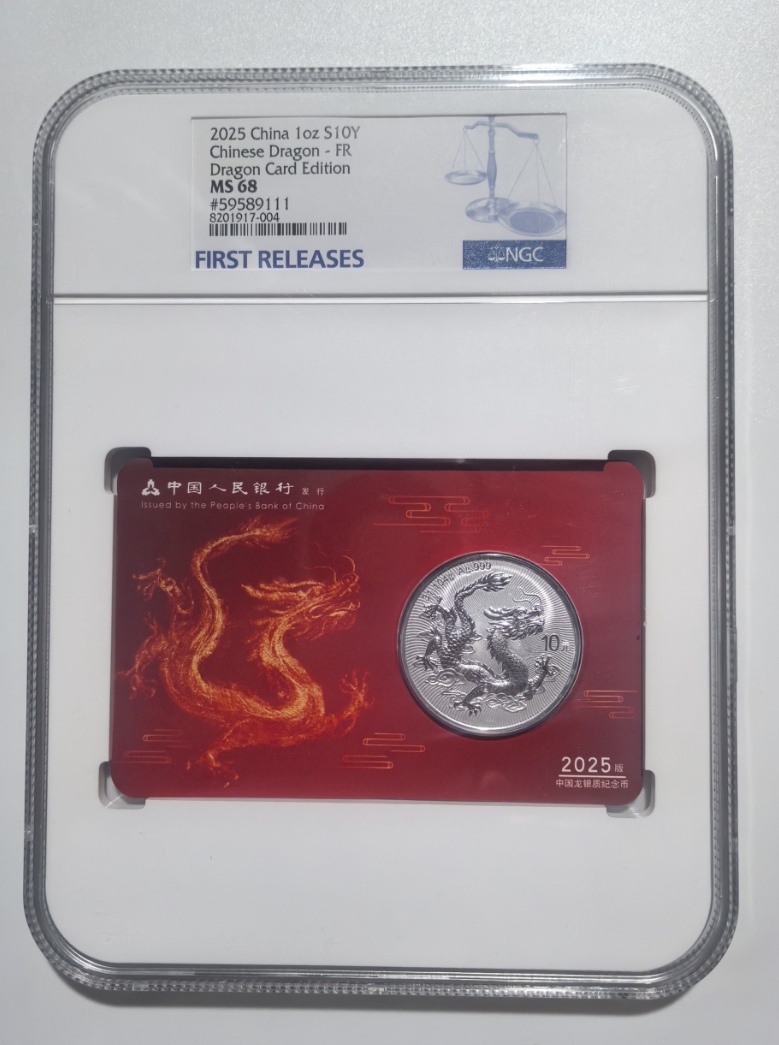 2025 China 1oz S10Y
Chinese Dragon - FR
Dragon Card Edition
MS 68
#59589111
8201917-004
FIRST RELEASES
NGC
中国人民银行 发行
Issued by the People's Bank of China
Ag.999
10元
2025版
中国龙银质纪念币